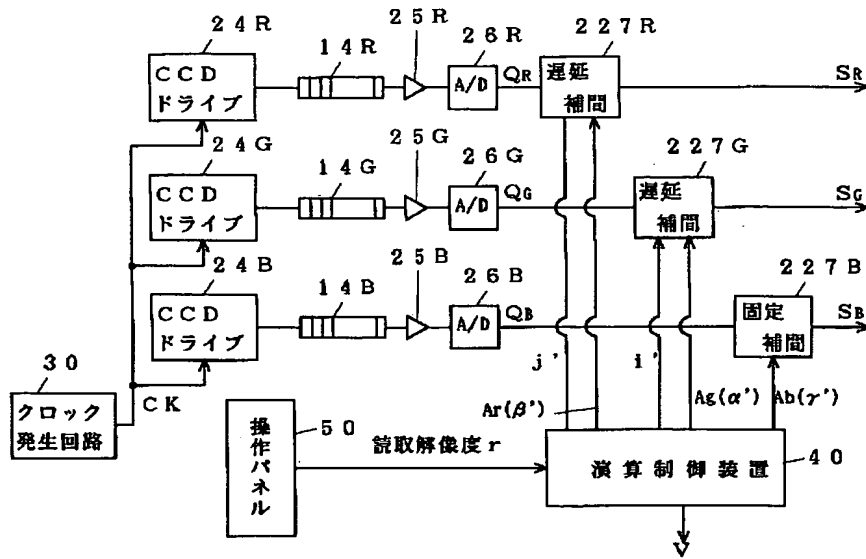 24R
14R
25R
26R
227R
CCD
ドライブ
A/D
QR
遅延
補間
SR
24G
14G
25G
26G
227G
CCD
ドライブ
A/D
QG
遅延
補間
SG
24B
14B
25B
26B
227B
CCD
ドライブ
A/D
QB
固定
補間
SB
j'
i'
Ar(β')
Ag(α')
Ab(γ')
30
CK
クロック
発生回路
50
操作パネル
読取解像度r
演算制御装置
40
V